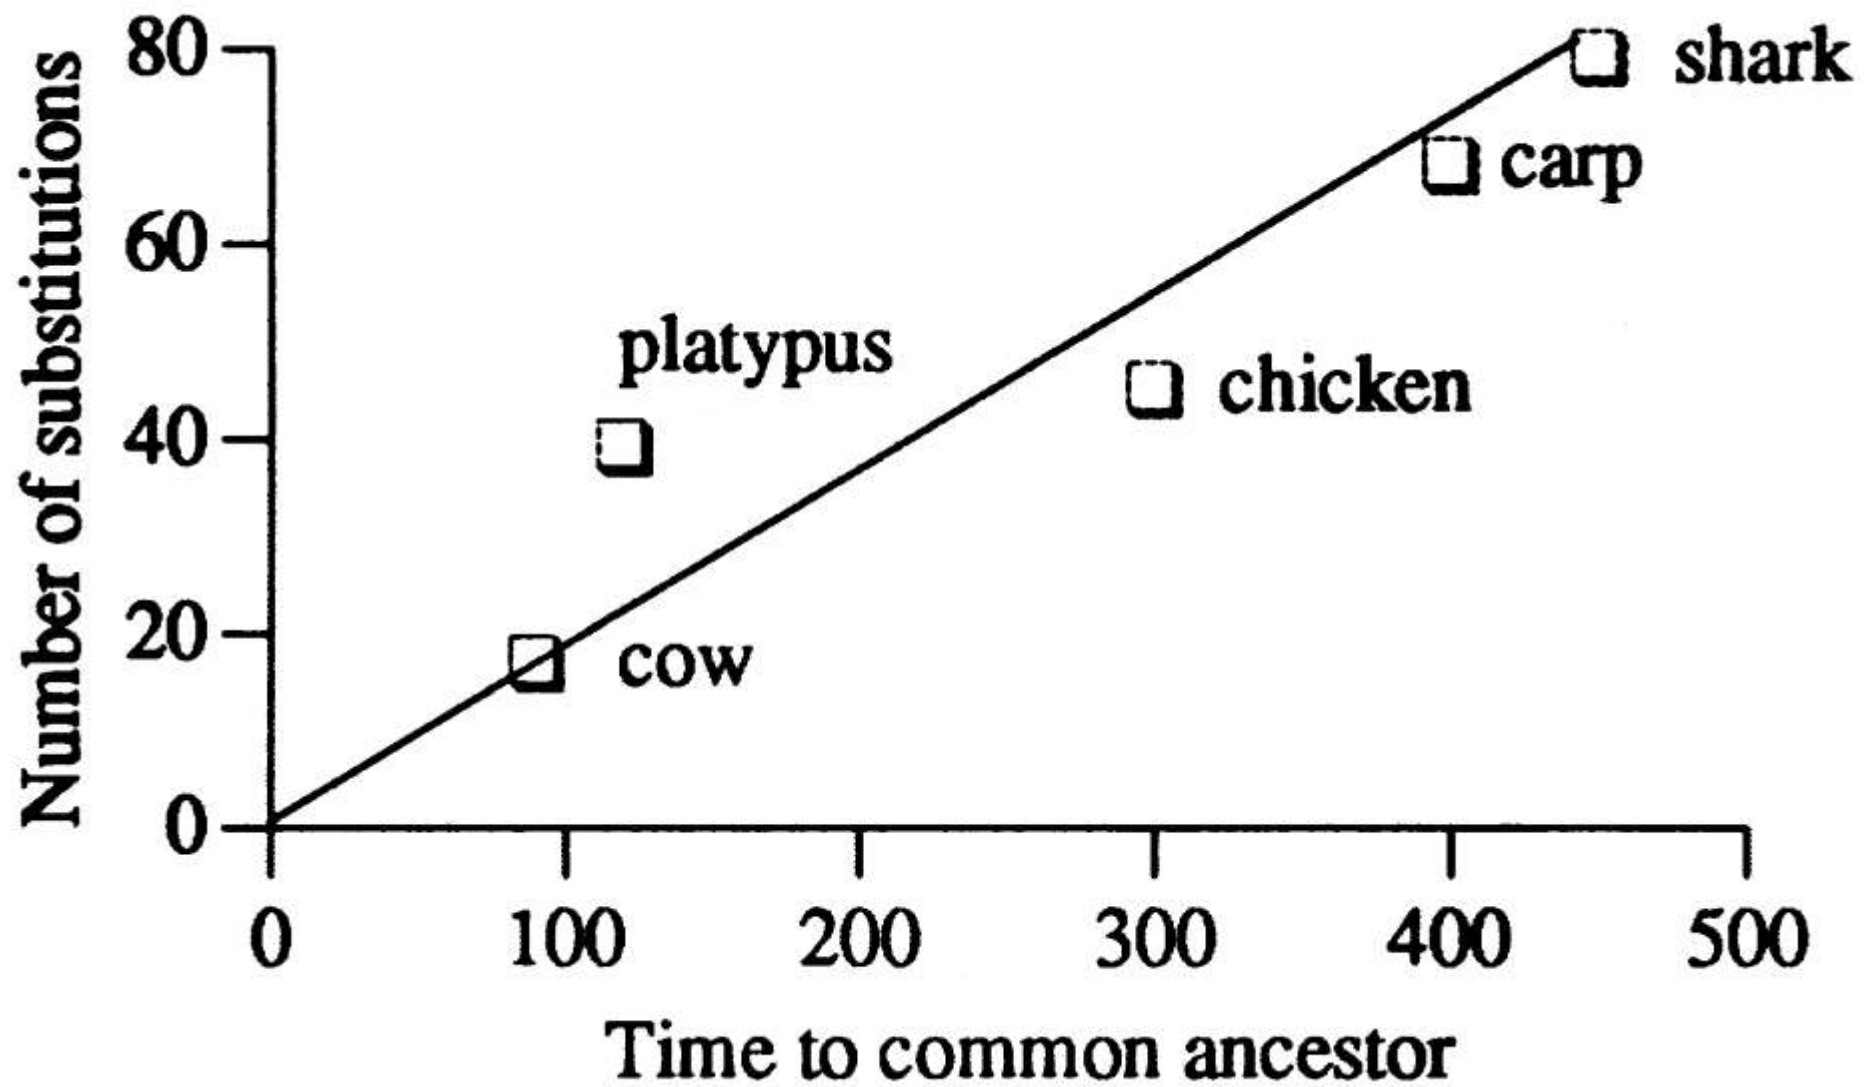 Number of substitutions
80
60
40
20
0
shark
carp
platypus
chicken
cow
0 100 200 300 400 500
Time to common ancestor